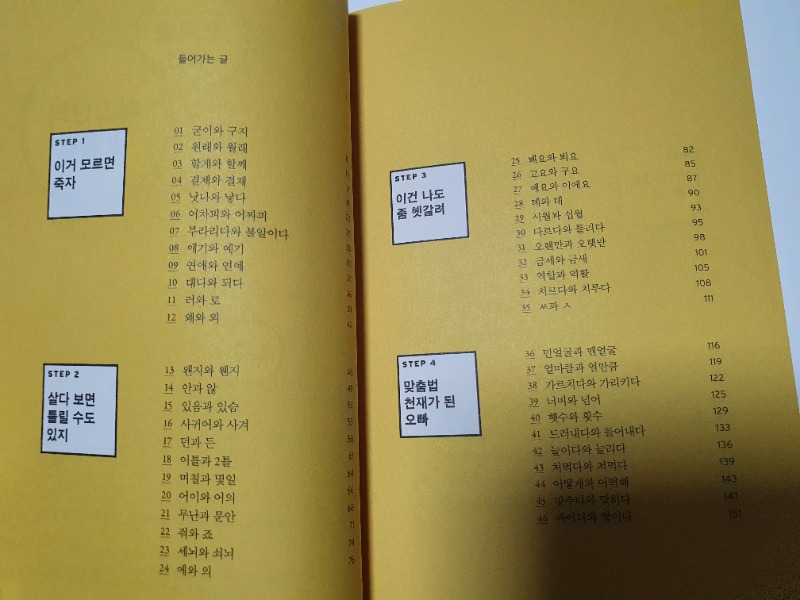 들어가는 글
STEP 1
이거 모르면
죽자
01 굳이와 구지
02 원래와 월래
03 할게와 할께
04 결제와 결재
05 낫다와 낳다
06 어차피와 어짜피
07 부라리다와 불알이다
08 얘기와 예기
09 연애와 연예
10 대다와 되다
11 러와 로
12 왜와 외
STEP 2
살다 보면
틀릴 수도
있지
13 왠지와 웬지
14 안과 않
15 있음과 있슴
16 사귀어와 사겨
17 던과 든
18 이틀과 2틀
19 며칠과 몇일
20 어이와 어의
21 무난과 문안
22 줘와 죠
23 세뇌와 쇠뇌
24 에와 의
74
76
STEP 3
이건 나도
좀 헷갈려
25 봬요와 뵈요 82
26 고요와 구요 85
27 예요와 이에요 87
28 데와 대 90
29 시월과 십월 93
30 다르다와 틀리다 95
31 오랜만과 오랫만 98
32 금세와 금새 101
33 역할과 역활 105
34 치르다와 치루다 108
35 ㅆ과 ㅅ 111
STEP 4
맞춤법
천재가 된
오빠
36 민얼굴과 맨얼굴 116
37 얼마큼과 얼만큼 119
38 가르치다와 가리키다 122
39 너머와 넘어 125
40 햇수와 횟수 129
41 드러내다와 들어내다 133
42 늘이다와 늘리다 136
43 처먹다와 쳐먹다 139
44 어떻게와 어떡해 143
45 맞추다와 맞히다 147
46 싸이다와 쌓이다 151